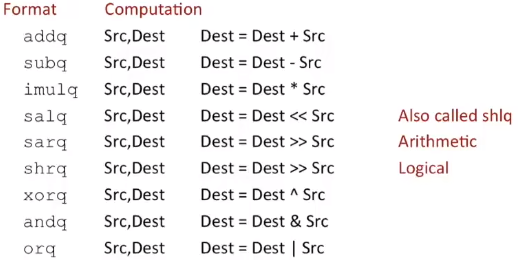 Format Computation
addq Src,Dest Dest = Dest + Src
subq Src,Dest Dest = Dest - Src
imulq Src,Dest Dest = Dest * Src
salq Src,Dest Dest = Dest << Src Also called shlq
sarq Src,Dest Dest = Dest >> Src Arithmetic
shrq Src,Dest Dest = Dest >> Src Logical
xorq Src,Dest Dest = Dest ^ Src
andq Src,Dest Dest = Dest & Src
orq Src,Dest Dest = Dest | Src